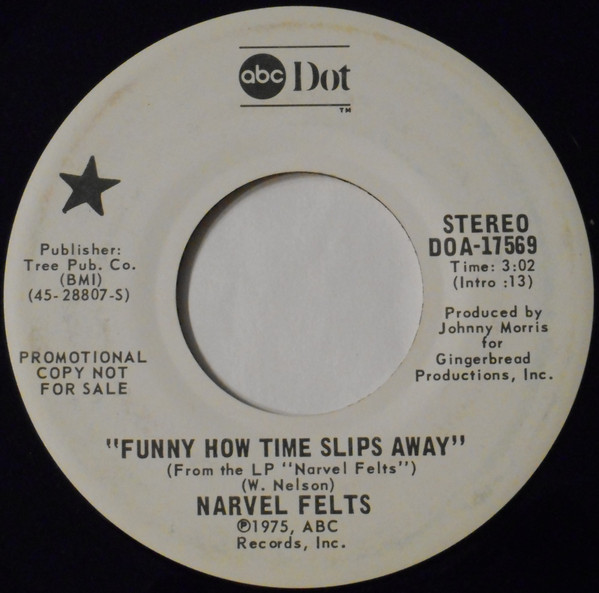 abc Dot
TM
Publisher:
Tree Pub. Co.
(BMI)
(45-28807-S)
PROMOTIONAL
COPY NOT
FOR SALE
STEREO
DOA-17569
Time: 3:02
(Intro :13)
Produced by
Johnny Morris
for
Gingerbread
Productions, Inc.
"FUNNY HOW TIME SLIPS AWAY"
(From the LP "Narvel Felts")
(W. Nelson)
NARVEL FELTS
℗1975, ABC
Records, Inc.